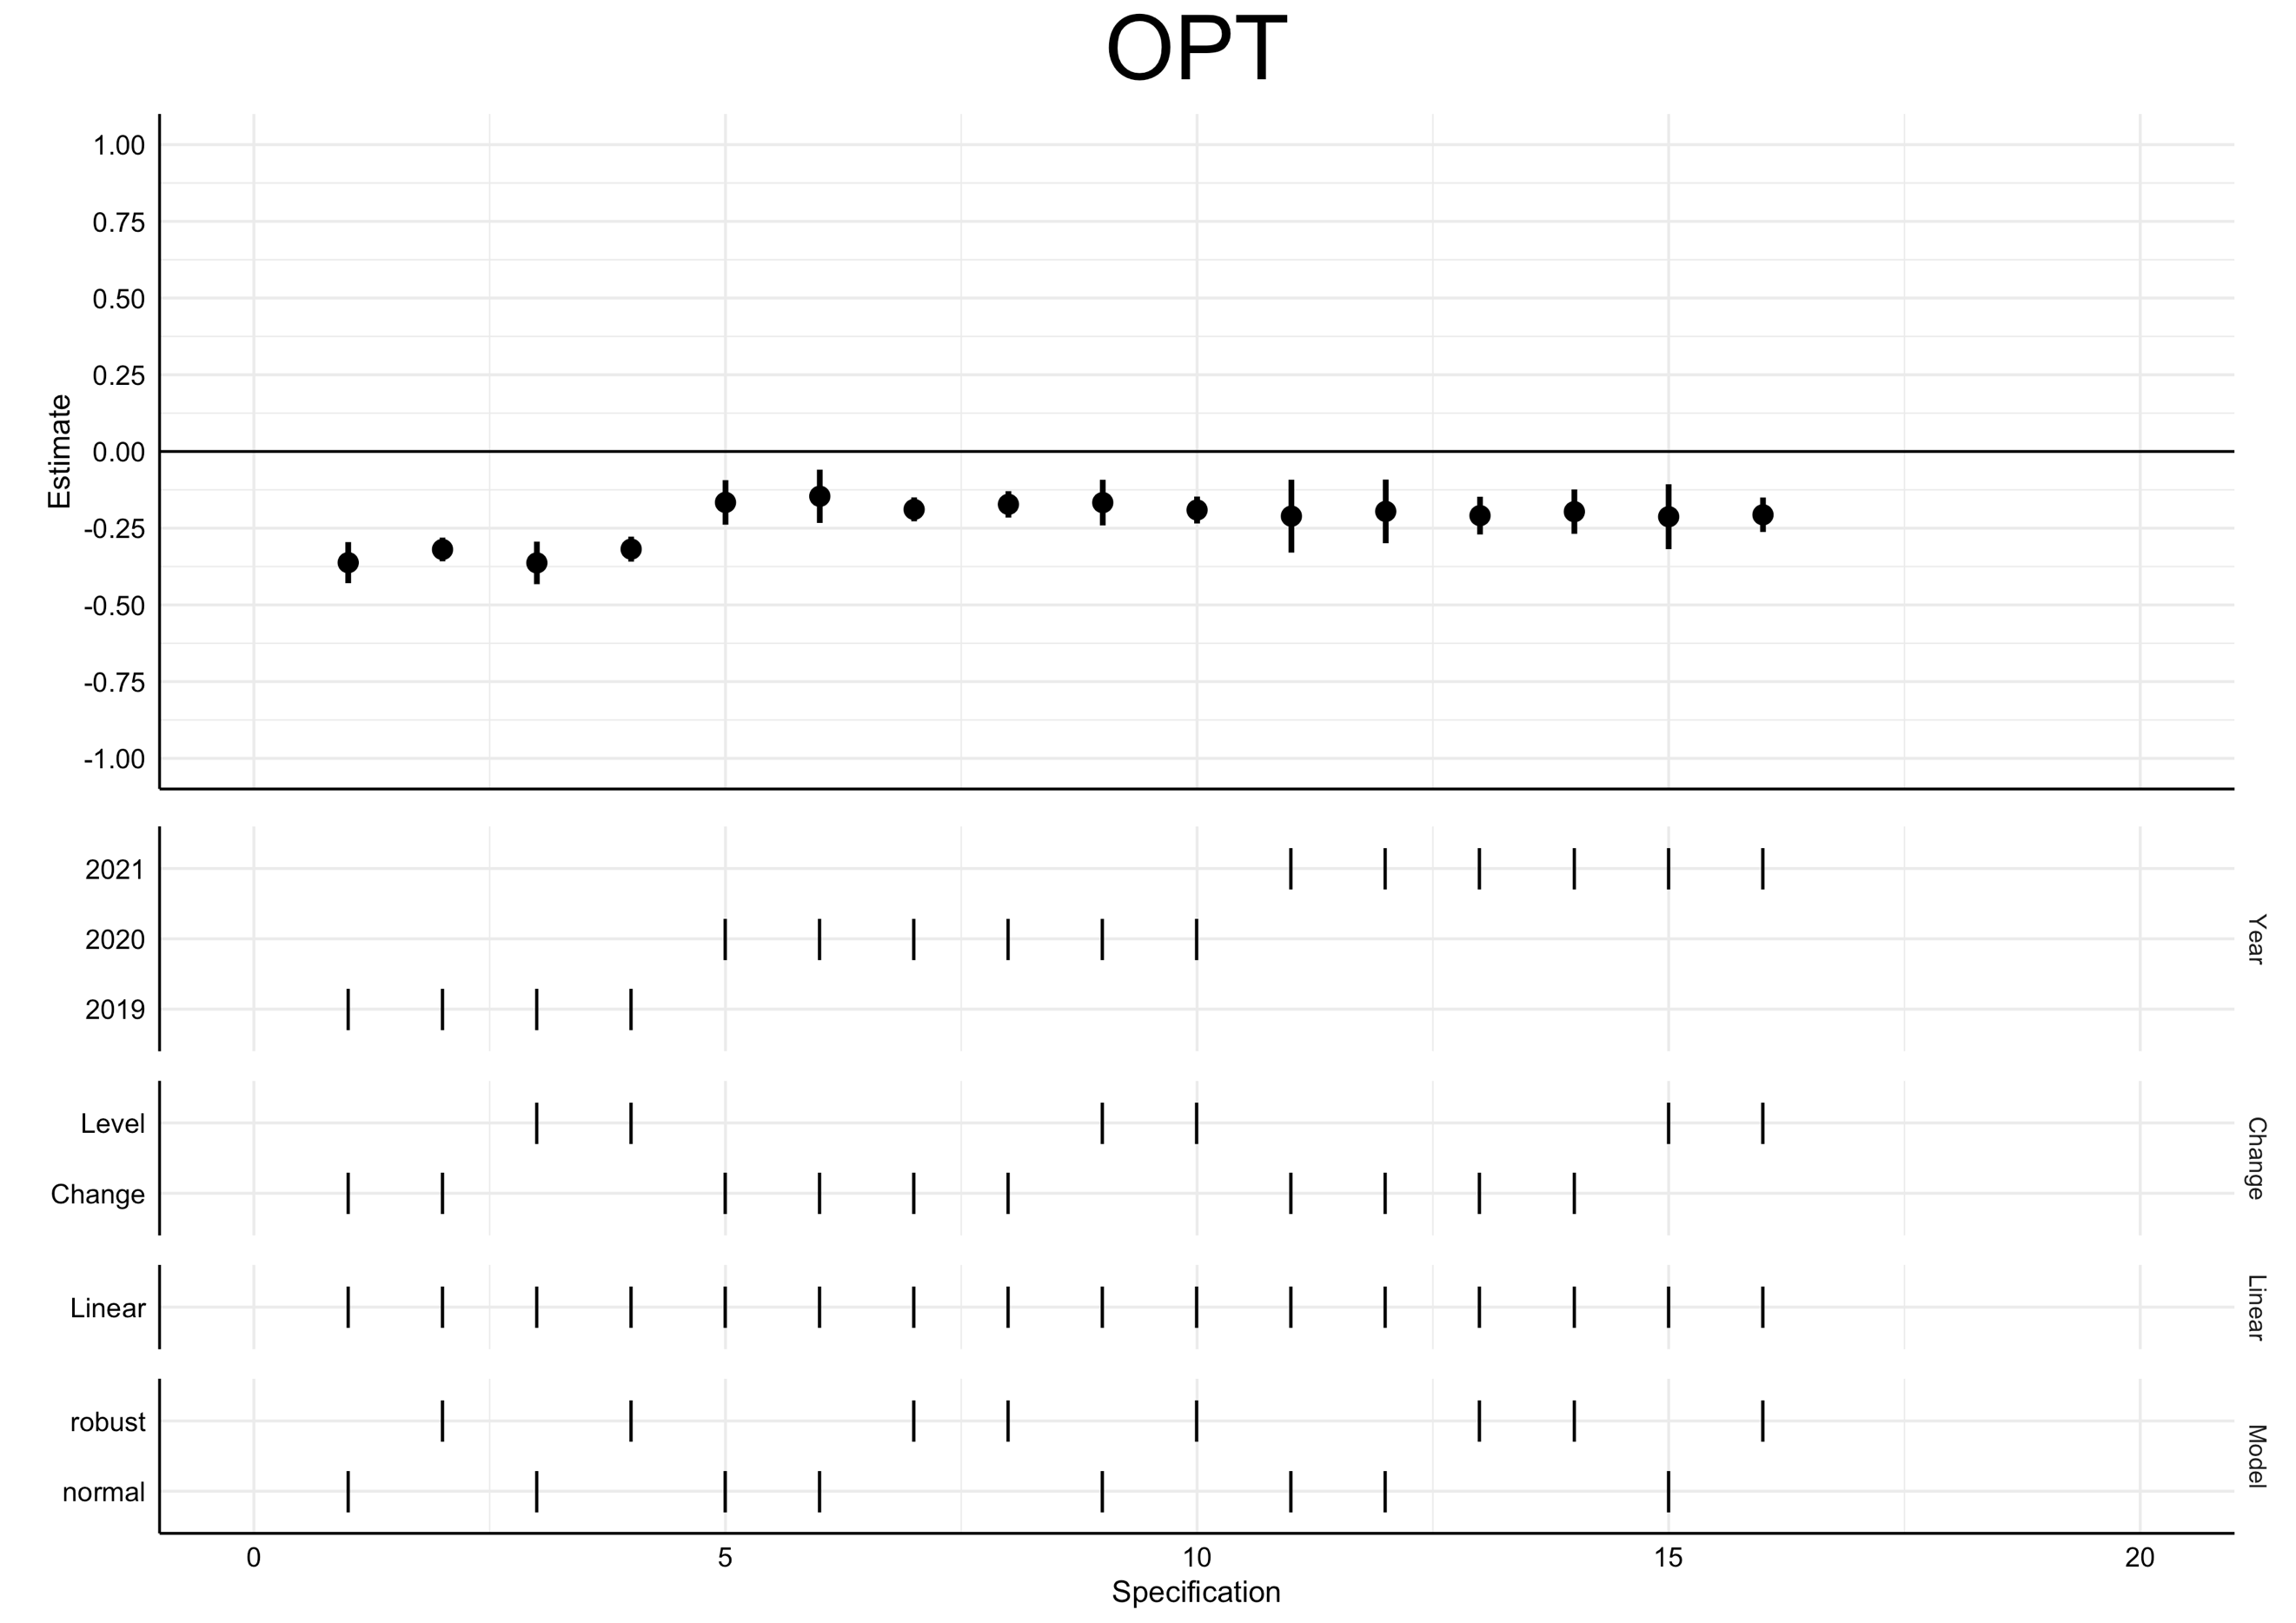 OPT
Estimate
1.00
0.75
0.50
0.25
0.00
-0.25
-0.50
-0.75
-1.00
2021
2020
2019
Year
Level
Change
Change
Linear
Linear
robust
normal
Model
0 5 10 15 20
Specification